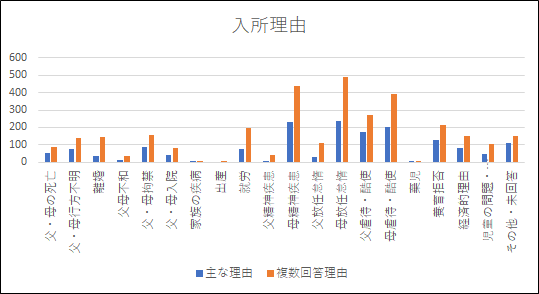 入所理由
600
500
400
300
200
100
0
父・母の死亡
父・母行方不明
離婚
父母不和
父・母拘禁
父・母入院
家族の疾病
出産
就労
父精神疾患
母精神疾患
父放任怠惰
母放任怠惰
父虐待・酷使
母虐待・酷使
棄児
養育拒否
経済的理由
児童の問題・…
その他・未回答
主な理由 複数回答理由